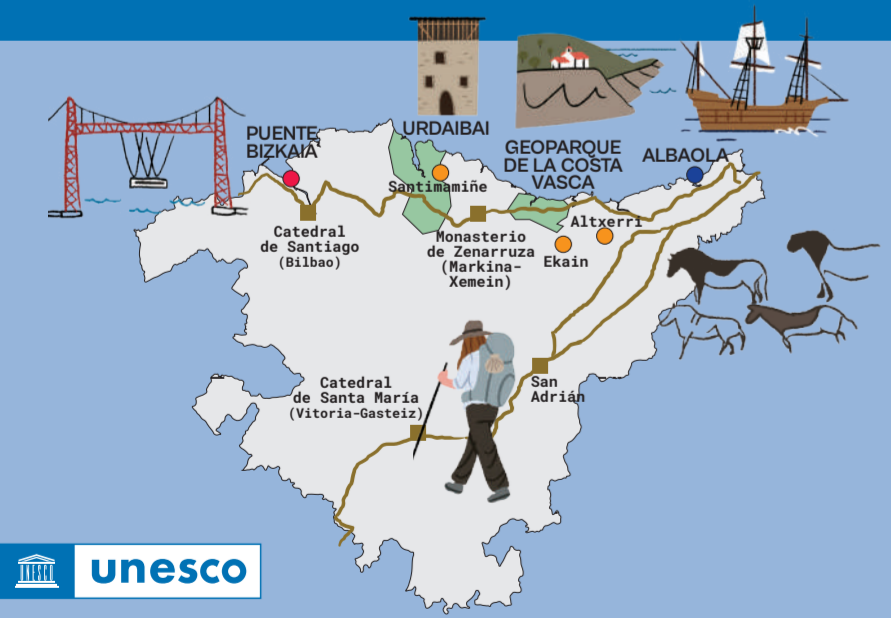 PUENTE
BIZKAIA
URDAIBAI
GEOPARQUE
DE LA COSTA
VASCA
ALBAOLA
Santimamiñe
Catedral
de Santiago
(Bilbao)
Monasterio
de Zenarruza
(Markina-
Xemein)
Altxerri
Ekain
Catedral
de Santa María
(Vitoria-Gasteiz)
San
Adrián
UNESCO
unesco